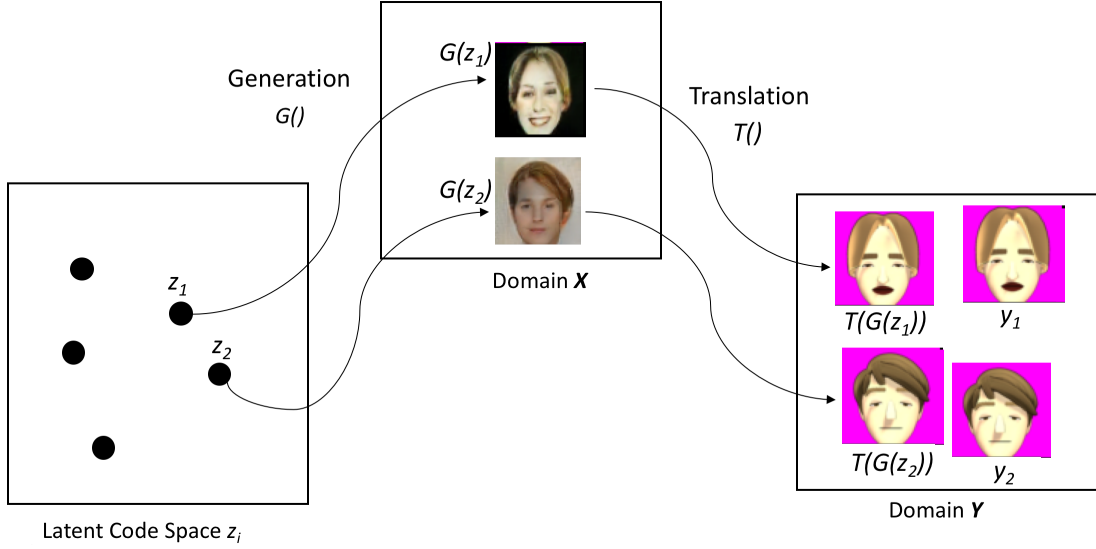 Generation
G()
G(z1)
G(z2)
Domain X
Translation
T()
z1
z2
Latent Code Space zi
T(G(z1))
y1
T(G(z2))
y2
Domain Y